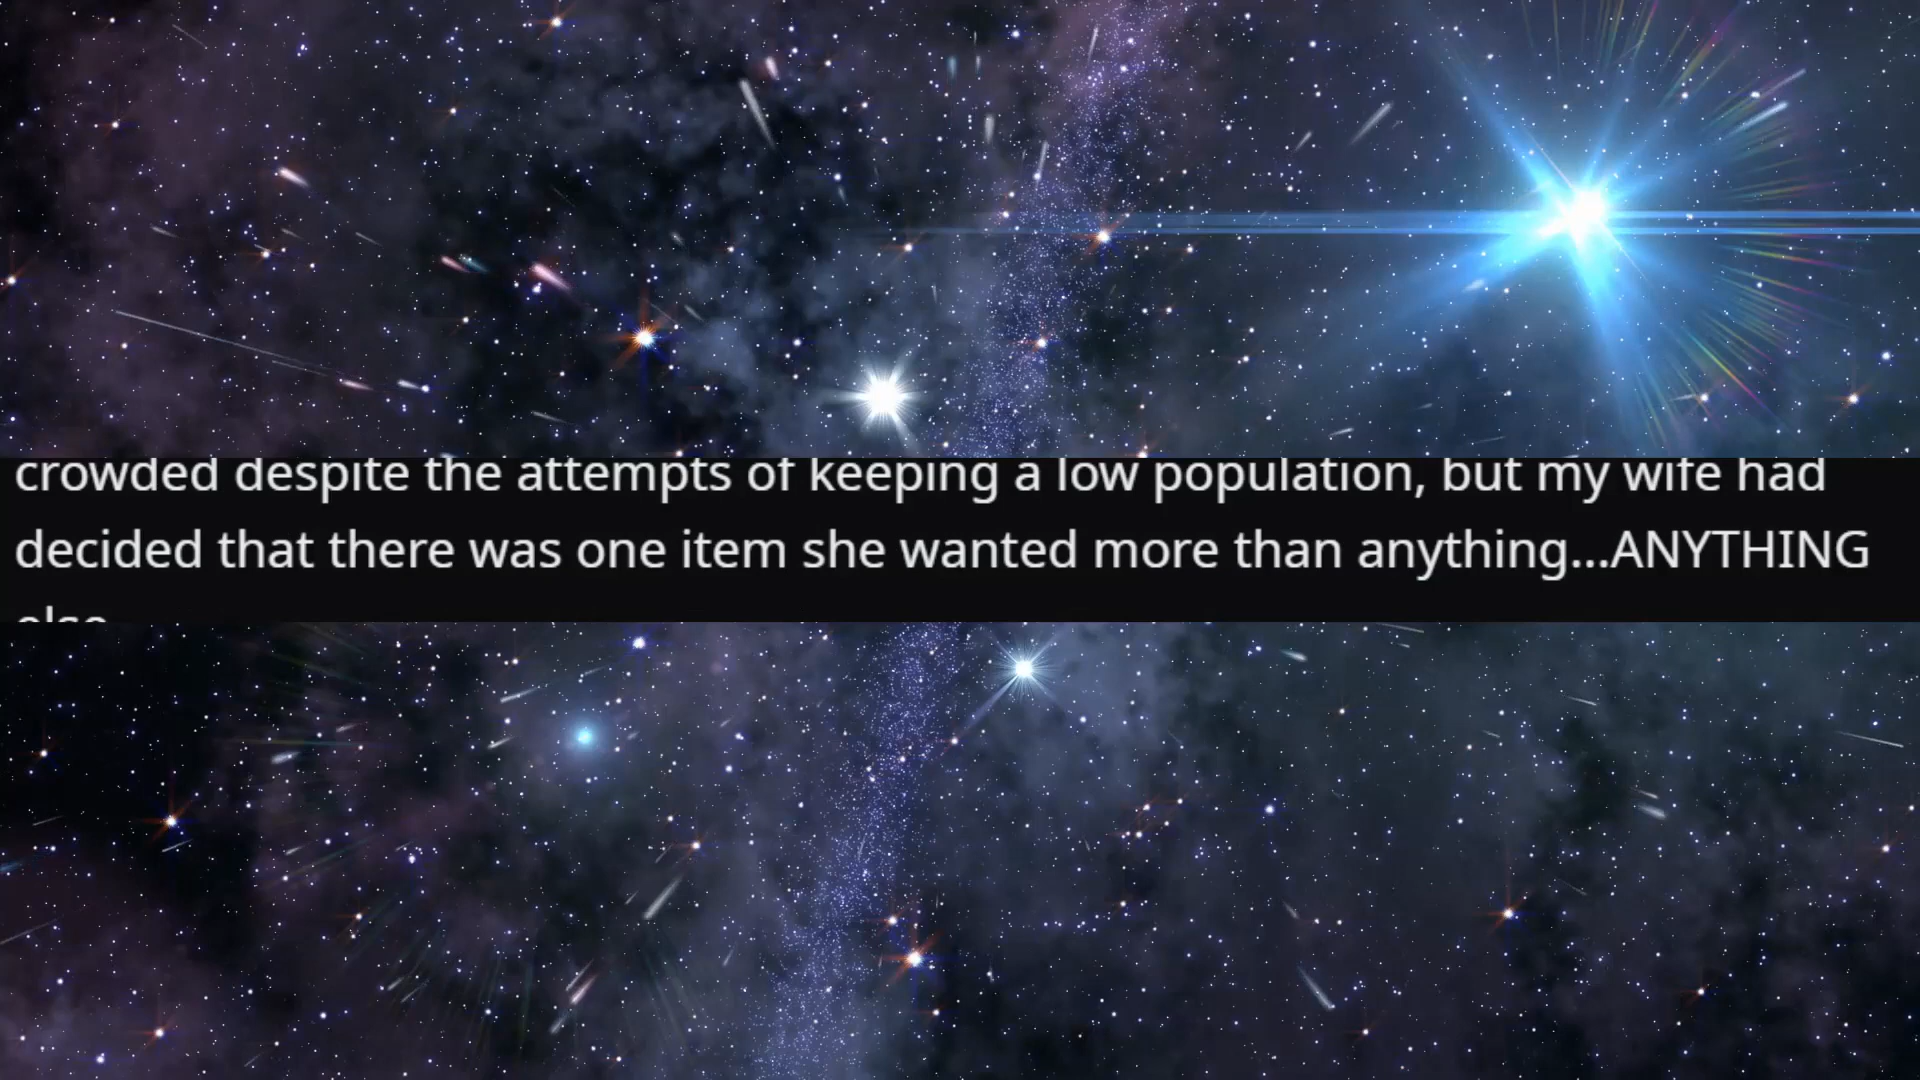 crowded despite the attempts of keeping a low population, but my wife had
decided that there was one item she wanted more than anything...ANYTHING
else